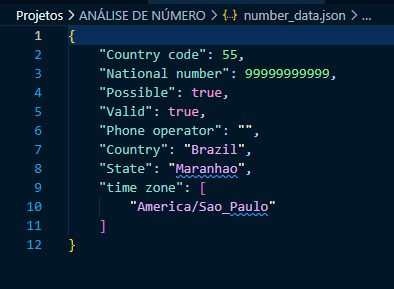 Projetos > ANÁLISE DE NÚMERO > {} number_data.json > ...
1 {
2 "Country code": 55,
3 "National number": 99999999999,
4 "Possible": true,
5 "Valid": true,
6 "Phone operator": "",
7 "Country": "Brazil",
8 "State": "Maranhao",
9 "time zone": [
10 "America/Sao_Paulo"
11 ]
12 }